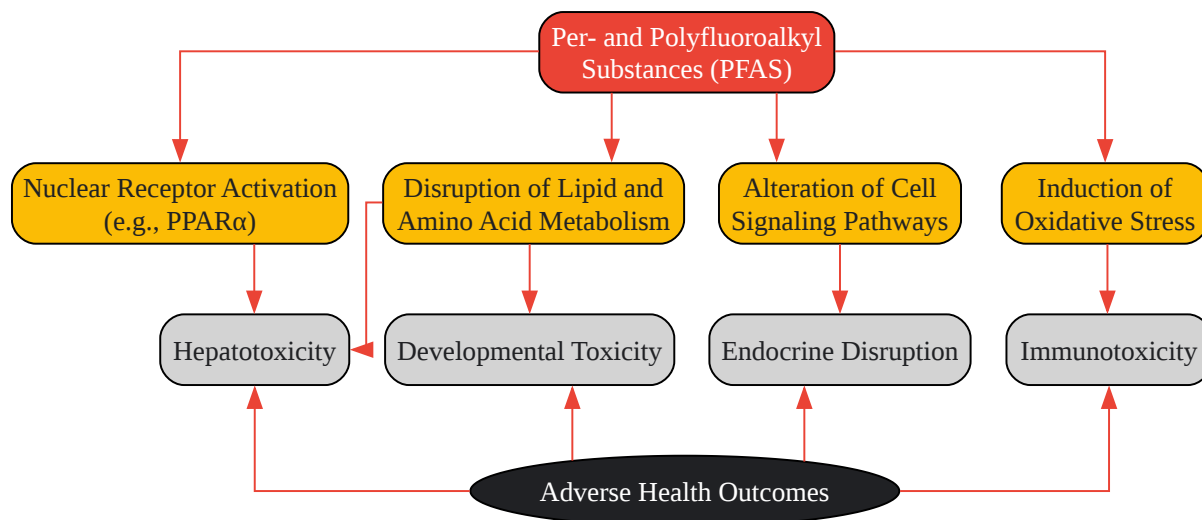 Per- and Polyfluoroalkyl
Substances (PFAS)
Nuclear Receptor Activation
(e.g., PPARα)
Disruption of Lipid and
Amino Acid Metabolism
Alteration of Cell
Signaling Pathways
Induction of
Oxidative Stress
Hepatotoxicity
Developmental Toxicity
Endocrine Disruption
Immunotoxicity
Adverse Health Outcomes